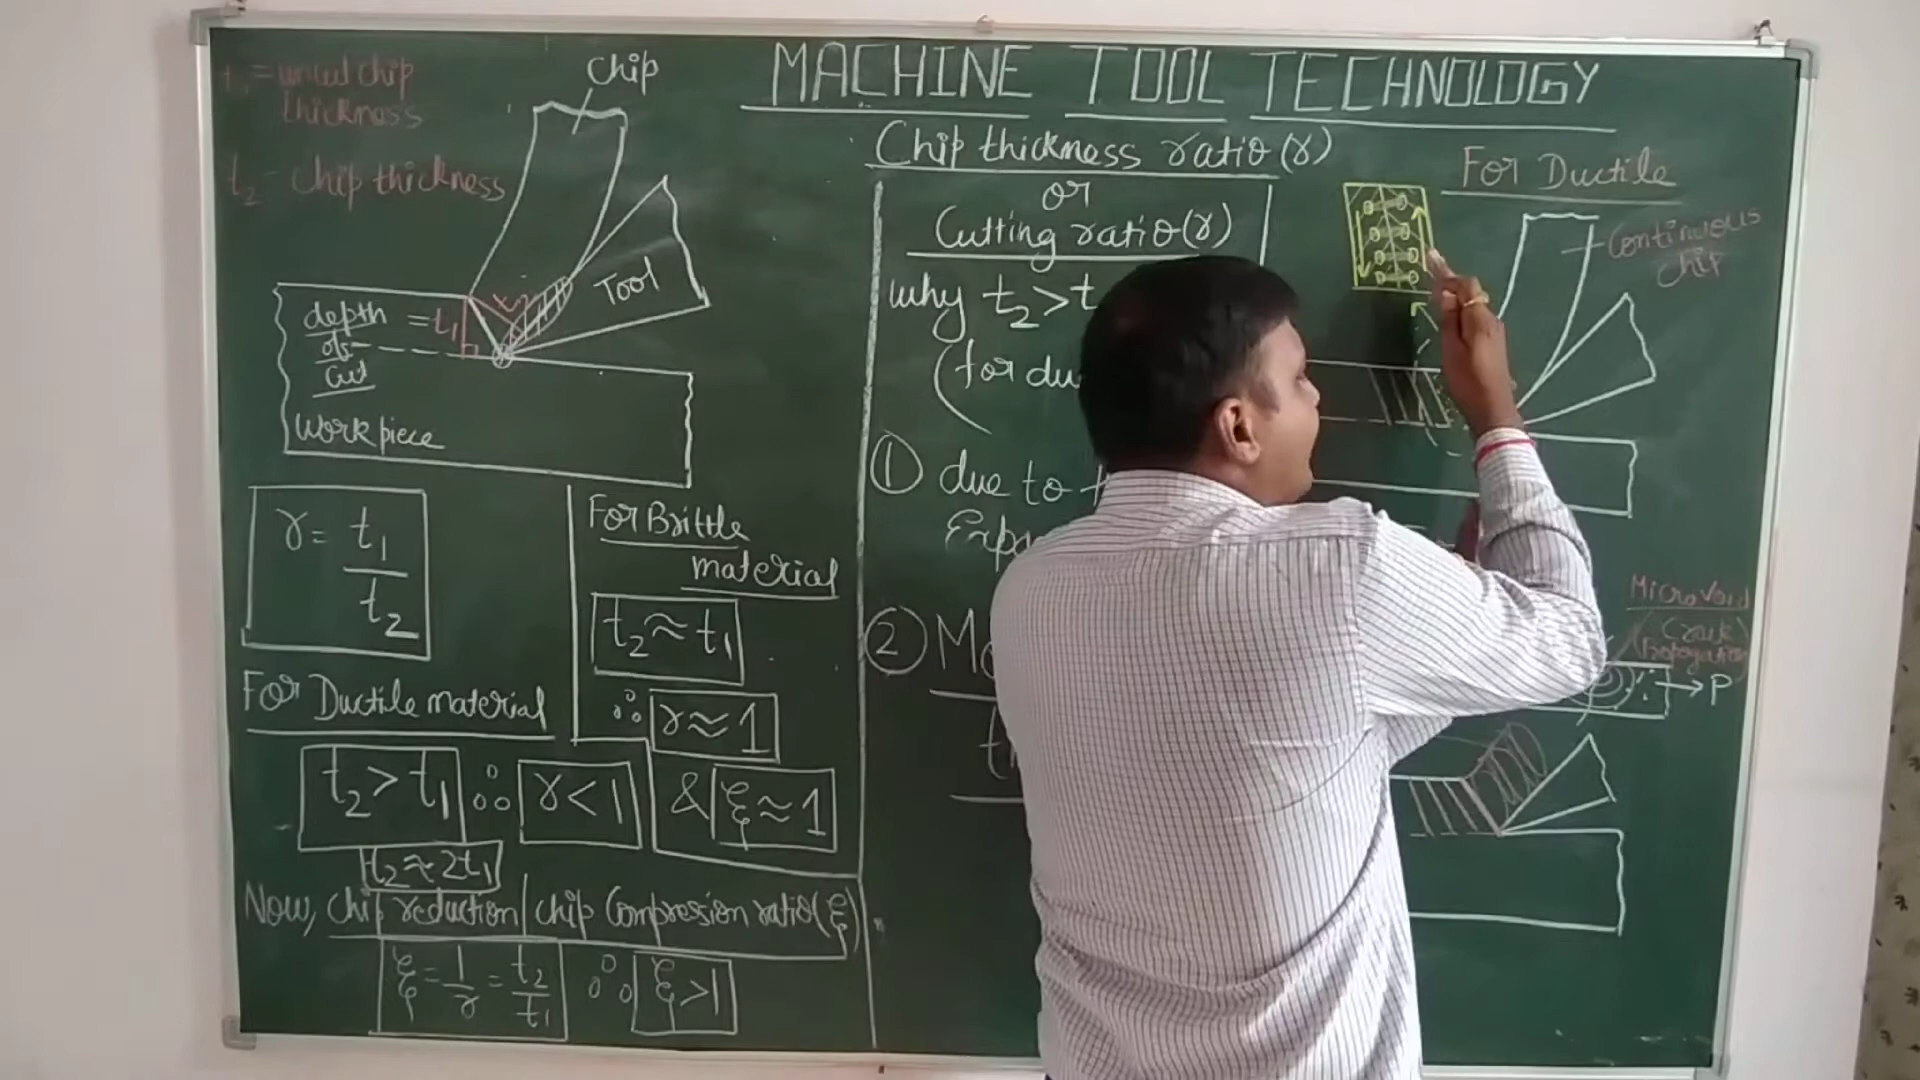 MACHINE TOOL TECHNOLOGY
t1 = uncut chip
thickness
t2 - chip thickness
Chip
Tool
depth = t1
of
cut
Workpiece
r = t1/t2
For Ductile material
t2 > t1 ∴ r < 1
t2 ≈ 2t1
For Brittle
material
t2 ≈ t1
∴ r ≈ 1
& ξ ≈ 1
Now, chip reduction | chip Compression ratio (ξ)
ξ = 1/r = t2/t1 ∴ ξ > 1
Chip thickness ratio (r)
or
Cutting ratio (r)
why t2 > t
(for du
① due to
Exp
② M
For Ductile
Continuous
chip
Micro Void
(Crack
Propogation)
P